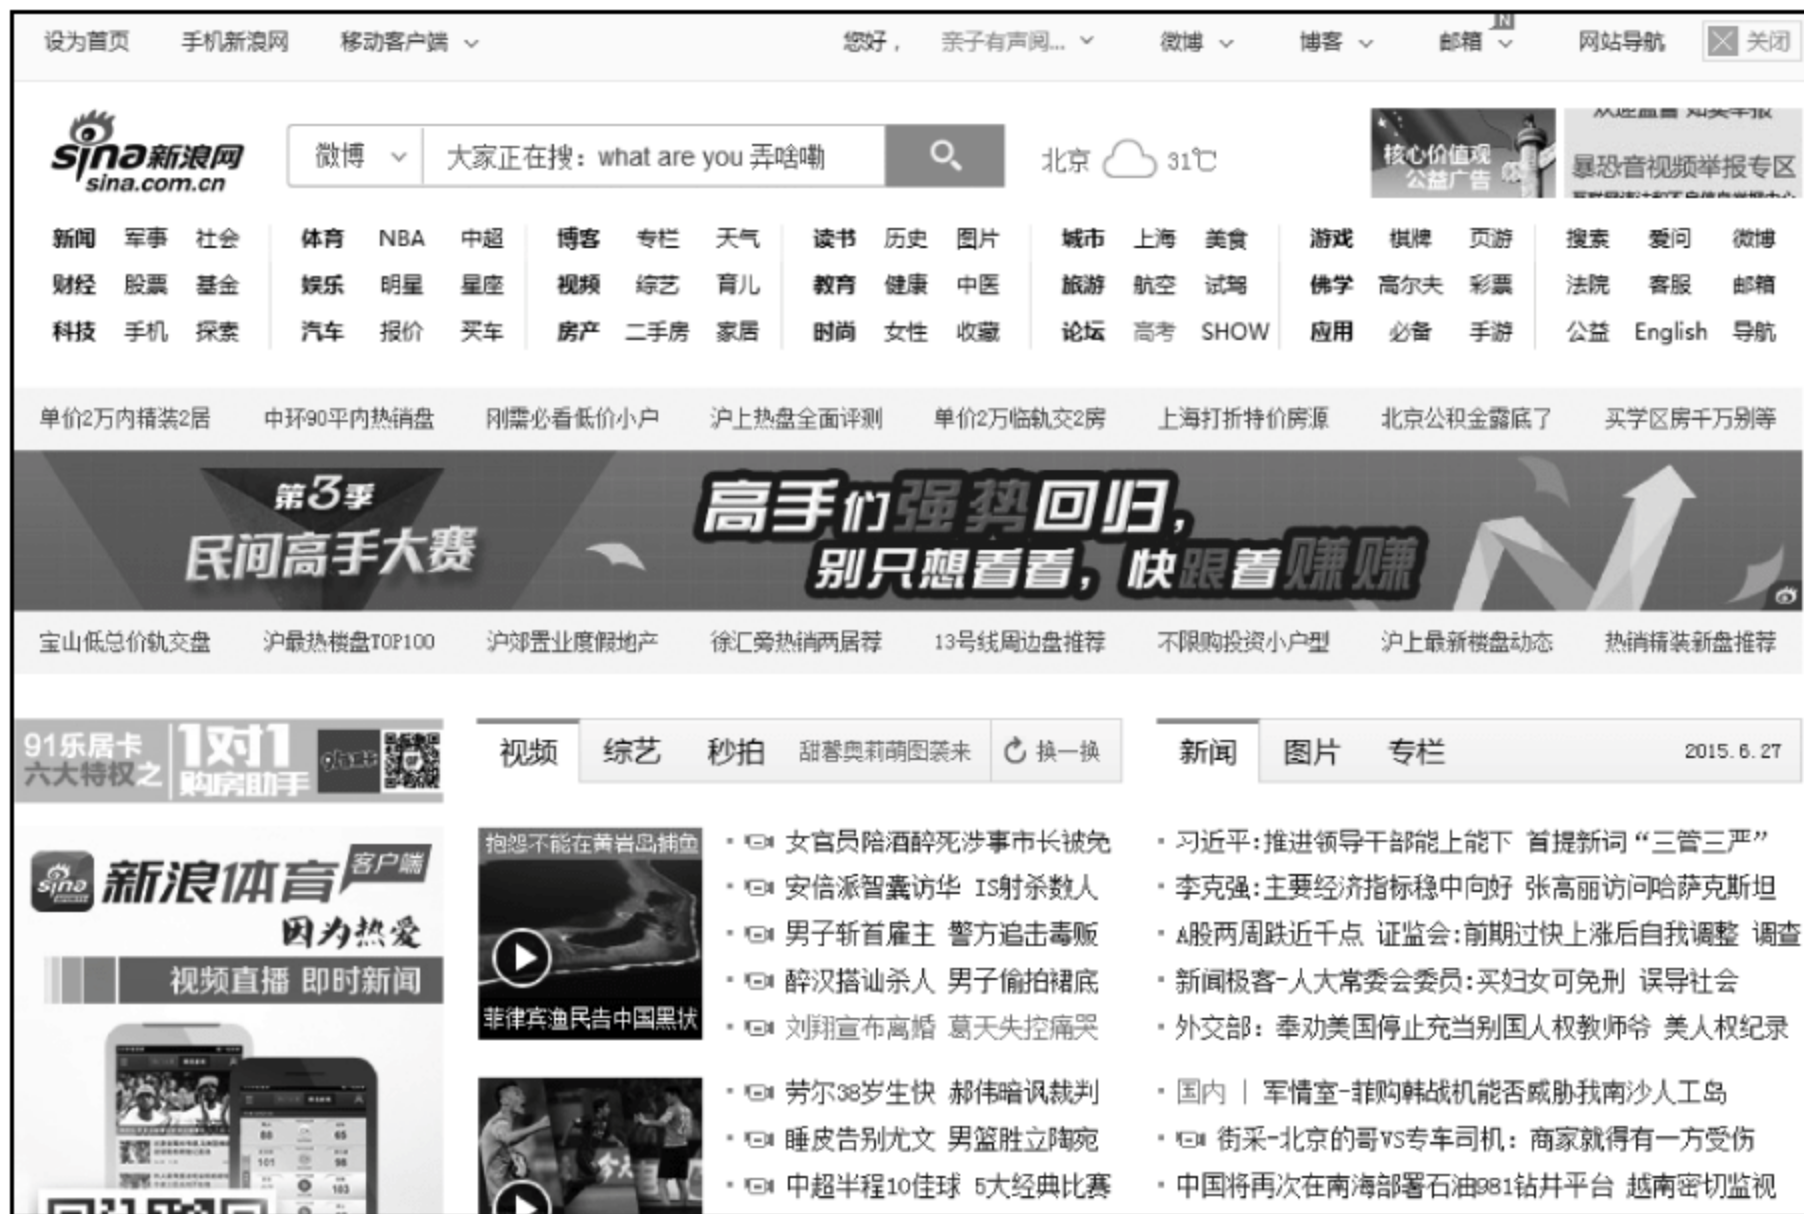 设为首页 手机新浪网 移动客户端 您好， 亲子有声阅... 微博 博客 邮箱 网站导航 关闭
N
sina新浪网
sina.com.cn
微博 大家正在搜：what are you 弄啥嘞
北京 31℃
核心价值观
公益广告
暴恐音视频举报专区
新闻 军事 社会 体育 NBA 中超 博客 专栏 天气 读书 历史 图片 城市 上海 美食 游戏 棋牌 页游 搜索 爱问 微博
财经 股票 基金 娱乐 明星 星座 视频 综艺 育儿 教育 健康 中医 旅游 航空 试驾 佛学 高尔夫 彩票 法院 客服 邮箱
科技 手机 探索 汽车 报价 买车 房产 二手房 家居 时尚 女性 收藏 论坛 高考 SHOW 应用 必备 手游 公益 English 导航
单价2万内精装2居 中环90平内热销盘 刚需必看低价小户 沪上热盘全面评测 单价2万临轨交2房 上海打折特价房源 北京公积金露底了 买学区房千万别等
第3季
民间高手大赛
高手们强势回归，
别只想看看，快跟着赚赚
宝山低总价轨交盘 沪最热楼盘TOP100 沪郊置业度假地产 徐汇旁热销两居荐 13号线周边盘推荐 不限购投资小户型 沪上最新楼盘动态 热销精装新盘推荐
91乐居卡
六大特权之
1对1
购房助手
sina
SPORTS
新浪体育 客户端
因为热爱
视频直播 即时新闻
视频 综艺 秒拍 甜馨奥莉萌图袭来 换一换
抱怨不能在黄岩岛捕鱼
菲律宾渔民告中国黑状
女官员陪酒醉死涉事市长被免
安倍派智囊访华 IS射杀数人
男子斩首雇主 警方追击毒贩
醉汉搭讪杀人 男子偷拍裙底
刘翔宣布离婚 葛天失控痛哭
劳尔38岁生快 郝伟暗讽裁判
睡皮告别尤文 男篮胜立陶宛
中超半程10佳球 5大经典比赛
新闻 图片 专栏 2015.6.27
习近平:推进领导干部能上能下 首提新词“三管三严”
李克强:主要经济指标稳中向好 张高丽访问哈萨克斯坦
A股两周跌近千点 证监会:前期过快上涨后自我调整 调查
新闻极客-人大常委会委员:买妇女可免刑 误导社会
外交部：奉劝美国停止充当别国人权教师爷 美人权纪录
国内｜军情室-菲购韩战机能否威胁我南沙人工岛
街采-北京的哥VS专车司机：商家就得有一方受伤
中国将再次在南海部署石油981钻井平台 越南密切监视